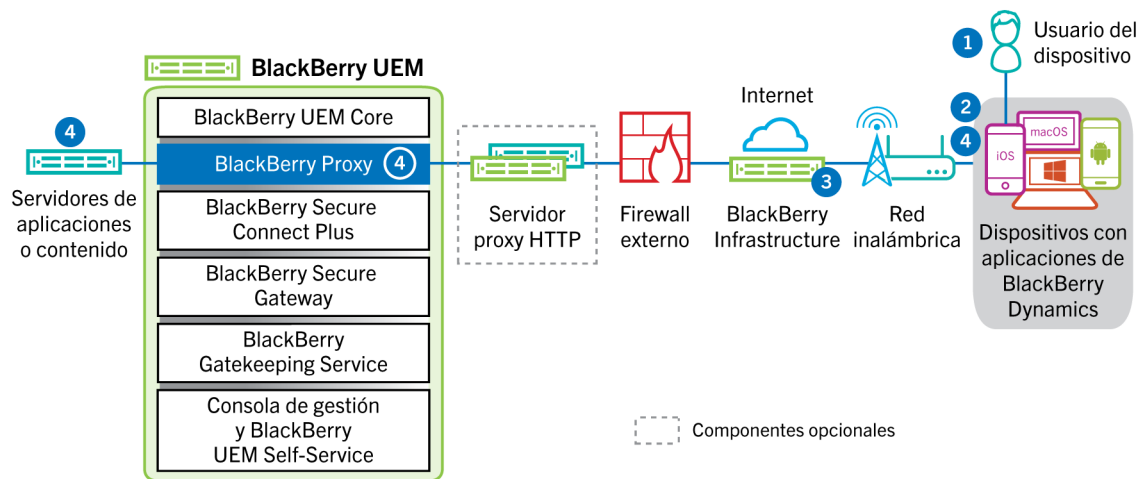 BlackBerry UEM
BlackBerry UEM Core
BlackBerry Proxy
4
BlackBerry Secure
Connect Plus
BlackBerry Secure
Gateway
BlackBerry
Gatekeeping Service
Consola de gestión
y BlackBerry
UEM Self-Service
4
Servidores de
aplicaciones
o contenido
Servidor
proxy HTTP
Firewall
externo
Internet
3
BlackBerry
Infrastructure
Red
inalámbrica
1
Usuario del
dispositivo
2
4
iOS
macOS
Dispositivos con
aplicaciones de
BlackBerry
Dynamics
Componentes opcionales